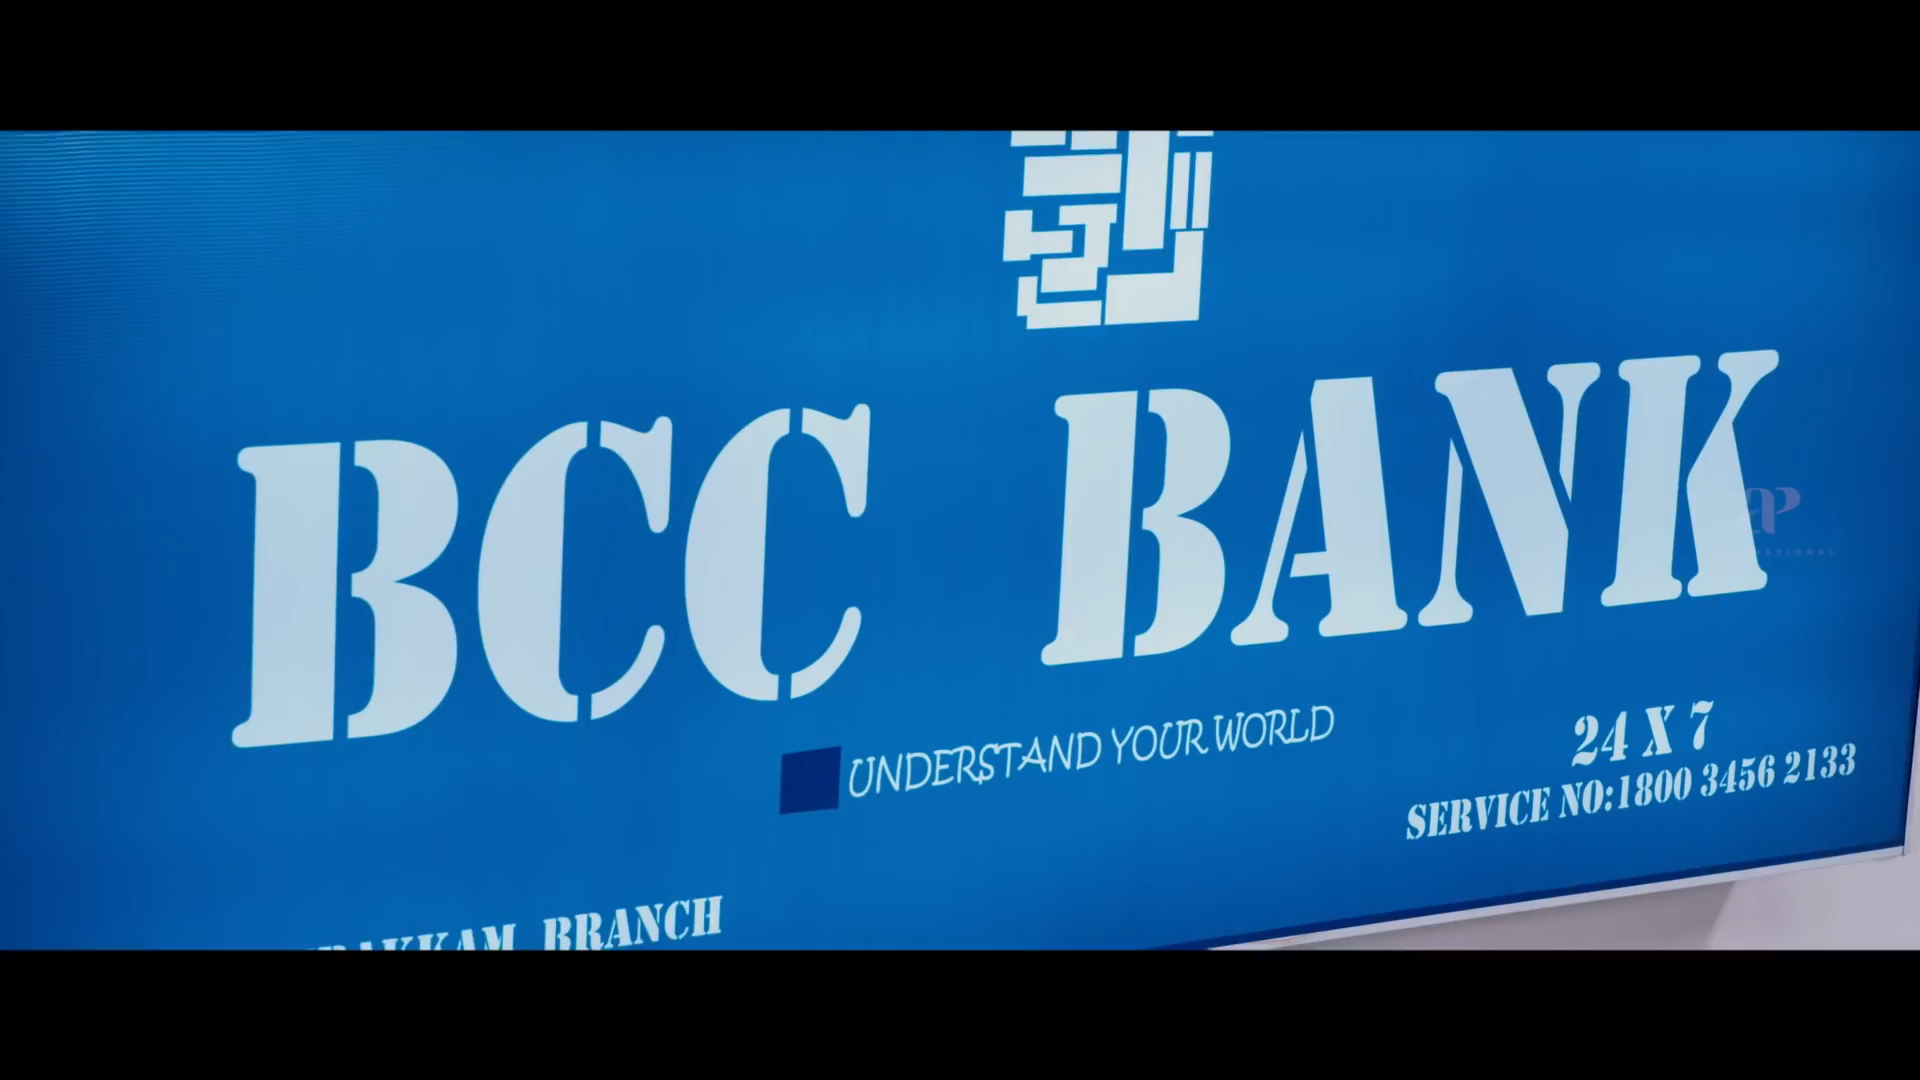 BCC BANK
UNDERSTAND YOUR WORLD
24 X 7
SERVICE NO:1800 3456 2133
BRANCH